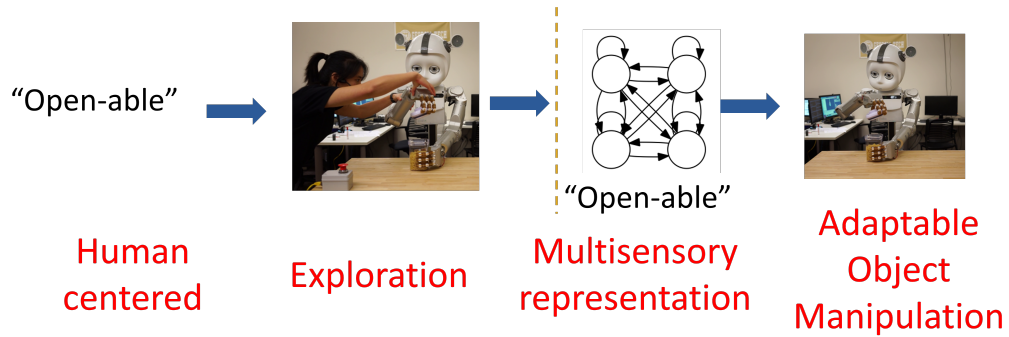 “Open-able”
“Open-able”
Human
centered
Exploration
Multisensory
representation
Adaptable
Object
Manipulation